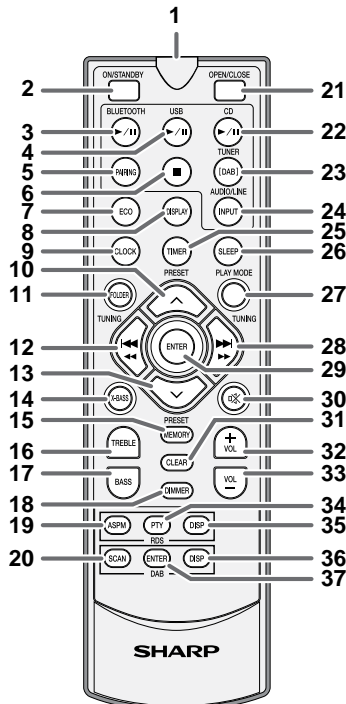 1
ON/STANDBY
OPEN/CLOSE
2
21
BLUETOOTH
USB
CD
3
22
4
TUNER
5
PAIRING
[DAB]
23
6
AUDIO/LINE
7
ECO
DISPLAY
INPUT
24
8
25
9
CLOCK
TIMER
SLEEP
26
10
PRESET
PLAY MODE
11
FOLDER
27
TUNING
TUNING
12
ENTER
28
29
13
14
X-BASS
30
15
PRESET
MEMORY
31
16
TREBLE
+
VOL
32
CLEAR
17
BASS
VOL
–
33
18
DIMMER
34
19
ASPM
PTY
DISP
35
RDS
20
SCAN
ENTER
DISP
36
DAB
37
SHARP